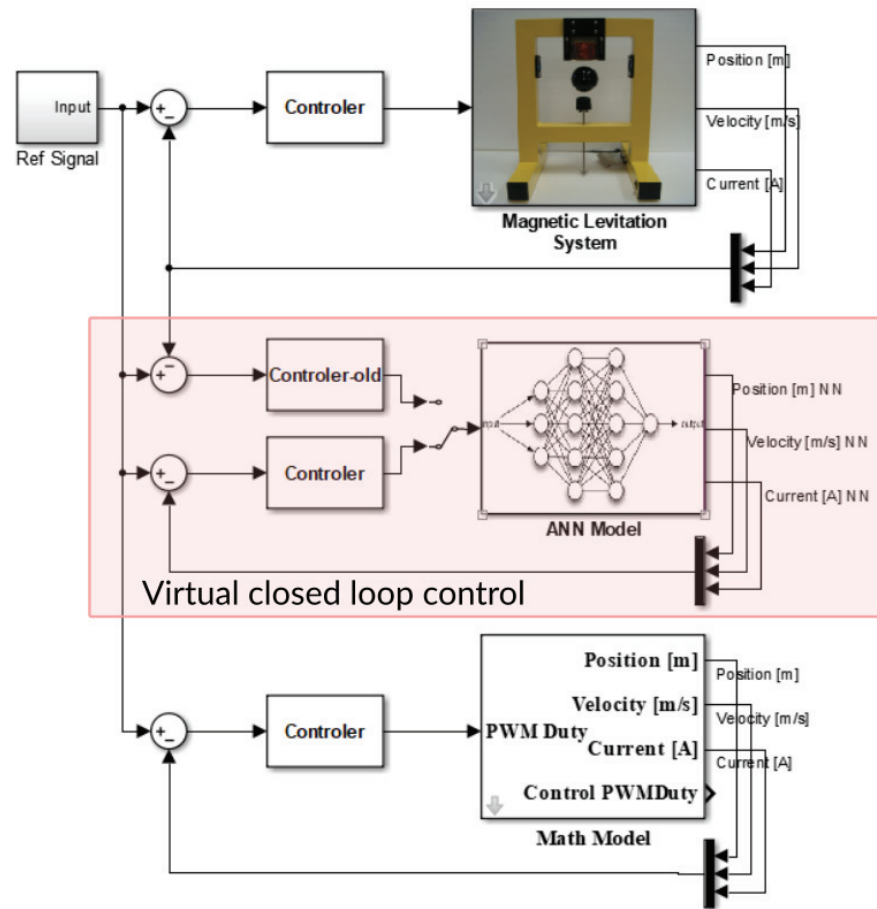 Input
Ref Signal
+
−
Controler
Position [m]
Velocity [m/s]
Current [A]
Magnetic Levitation
System
+
−
Controler-old
+
−
Controler
input
output
Position [m] NN
Velocity [m/s] NN
Current [A] NN
ANN Model
Virtual closed loop control
+
−
Controler
PWM Duty
Position [m]
Velocity [m/s]
Current [A]
Control PWMDuty
Position [m]
Velocity [m/s]
Current [A]
Math Model